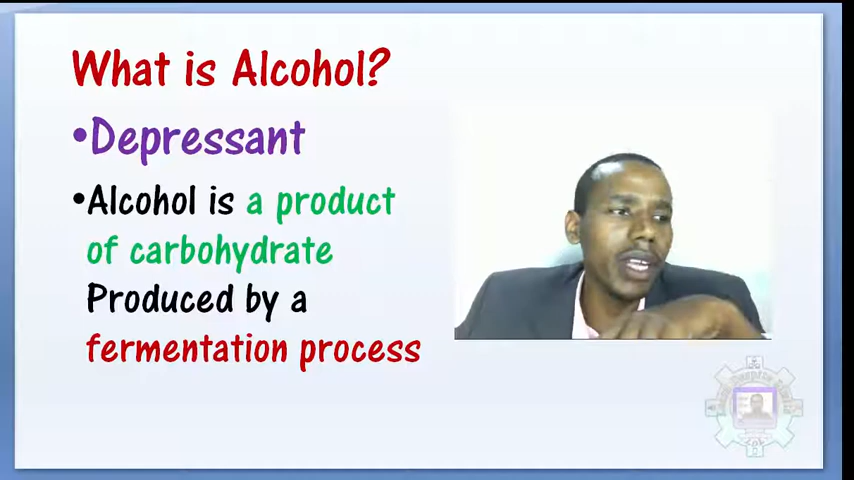 What is Alcohol?
•Depressant
•Alcohol is a product
of carbohydrate
Produced by a
fermentation process